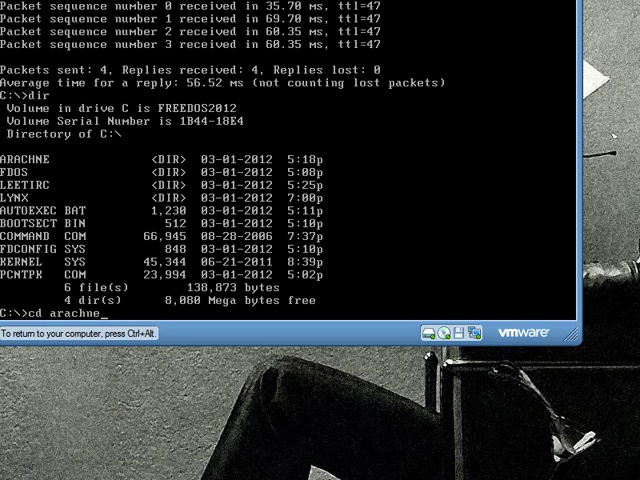 Packet sequence number 0 received in 35.70 ms, ttl=47
Packet sequence number 1 received in 69.70 ms, ttl=47
Packet sequence number 2 received in 60.35 ms, ttl=47
Packet sequence number 3 received in 60.35 ms, ttl=47
Packets sent: 4, Replies received: 4, Replies lost: 0
Average time for a reply: 56.52 ms (not counting lost packets)
C:\>dir
Volume in drive C is FREEDOS2012
Volume Serial Number is 1B44-18E4
Directory of C:\
ARACHNE <DIR> 03-01-2012 5:18p
FDOS <DIR> 03-01-2012 5:08p
LEETIRC <DIR> 03-01-2012 5:25p
LYNX <DIR> 03-01-2012 7:00p
AUTOEXEC BAT 1,230 03-01-2012 5:11p
BOOTSECT BIN 512 03-01-2012 5:10p
COMMAND COM 66,945 08-28-2006 7:37p
FDCONFIG SYS 848 03-01-2012 5:10p
KERNEL SYS 45,344 06-21-2011 8:39p
PCNTPK COM 23,994 03-01-2012 5:02p
6 file(s) 138,873 bytes
4 dir(s) 8,080 Mega bytes free
C:\>cd arachne_
To return to your computer, press Ctrl+Alt.
vmware